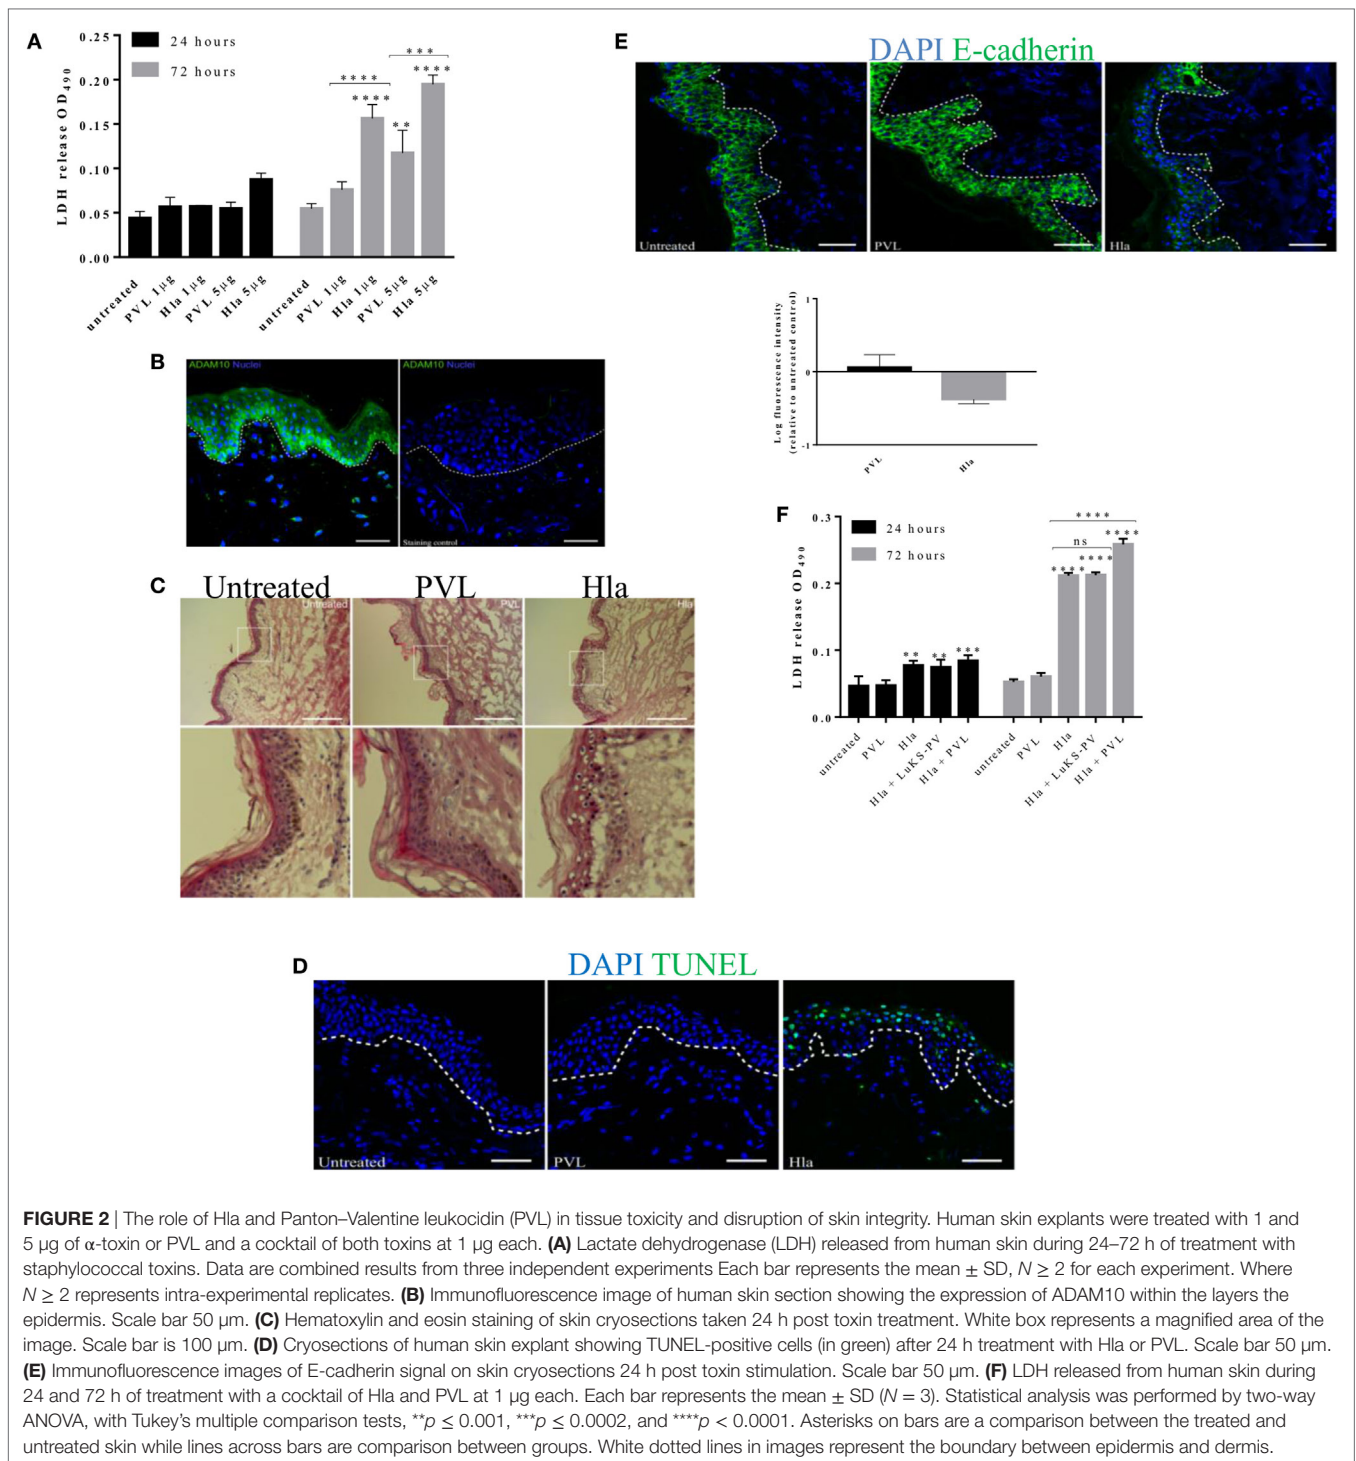 A
0.25
0.20
0.15
0.10
0.05
0.00
LDH release OD490
24 hours
72 hours
***
****
****
****
**
untreated
PVL 1µg
Hla 1µg
PVL 5µg
Hla 5µg
untreated
PVL 1µg
Hla 1µg
PVL 5µg
Hla 5µg
E
DAPI E-cadherin
Untreated
PVL
Hla
Log fluorescence intensity
(relative to untreated control)
1
0
-1
PVL
Hla
B
ADAM10 Nuclei
ADAM10 Nuclei
Staining control
C
Untreated PVL Hla
Untreated
PVL
Hla
F
LDH release OD490
0.3
0.2
0.1
0.0
24 hours
72 hours
****
ns
****
****
****
**
**
***
untreated
PVL
Hla
Hla + LuKS-PV
Hla + PVL
untreated
PVL
Hla
Hla + LuKS-PV
Hla + PVL
D
DAPI TUNEL
Untreated
PVL
Hla
FIGURE 2 | The role of Hla and Panton–Valentine leukocidin (PVL) in tissue toxicity and disruption of skin integrity. Human skin explants were treated with 1 and
5 µg of α-toxin or PVL and a cocktail of both toxins at 1 µg each. (A) Lactate dehydrogenase (LDH) released from human skin during 24–72 h of treatment with
staphylococcal toxins. Data are combined results from three independent experiments Each bar represents the mean ± SD, N ≥ 2 for each experiment. Where
N ≥ 2 represents intra-experimental replicates. (B) Immunofluorescence image of human skin section showing the expression of ADAM10 within the layers the
epidermis. Scale bar 50 µm. (C) Hematoxylin and eosin staining of skin cryosections taken 24 h post toxin treatment. White box represents a magnified area of the
image. Scale bar is 100 µm. (D) Cryosections of human skin explant showing TUNEL-positive cells (in green) after 24 h treatment with Hla or PVL. Scale bar 50 µm.
(E) Immunofluorescence images of E-cadherin signal on skin cryosections 24 h post toxin stimulation. Scale bar 50 µm. (F) LDH released from human skin during
24 and 72 h of treatment with a cocktail of Hla and PVL at 1 µg each. Each bar represents the mean ± SD (N = 3). Statistical analysis was performed by two-way
ANOVA, with Tukey’s multiple comparison tests, **p ≤ 0.001, ***p ≤ 0.0002, and ****p < 0.0001. Asterisks on bars are a comparison between the treated and
untreated skin while lines across bars are comparison between groups. White dotted lines in images represent the boundary between epidermis and dermis.